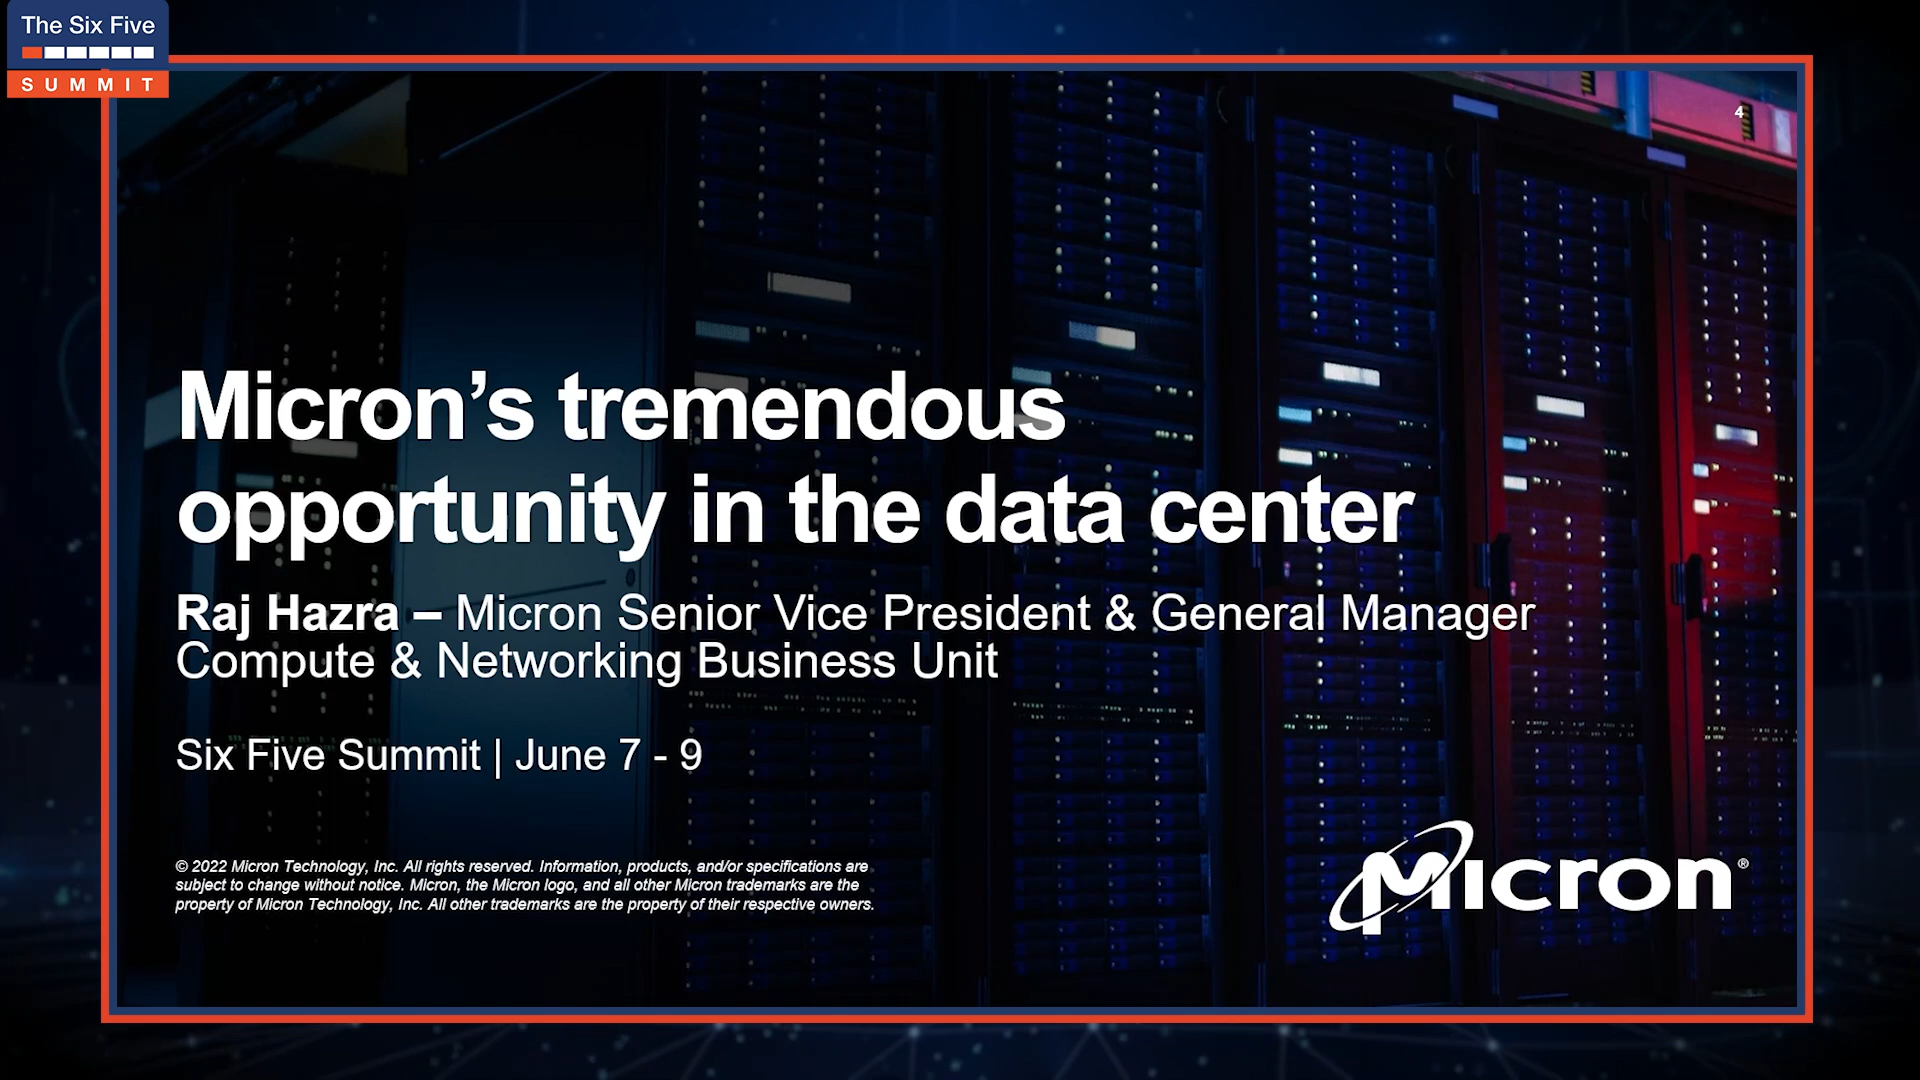 The Six Five
SUMMIT
4
Micron’s tremendous
opportunity in the data center
Raj Hazra – Micron Senior Vice President & General Manager
Compute & Networking Business Unit
Six Five Summit | June 7 - 9
© 2022 Micron Technology, Inc. All rights reserved. Information, products, and/or specifications are
subject to change without notice. Micron, the Micron logo, and all other Micron trademarks are the
property of Micron Technology, Inc. All other trademarks are the property of their respective owners.
Micron®